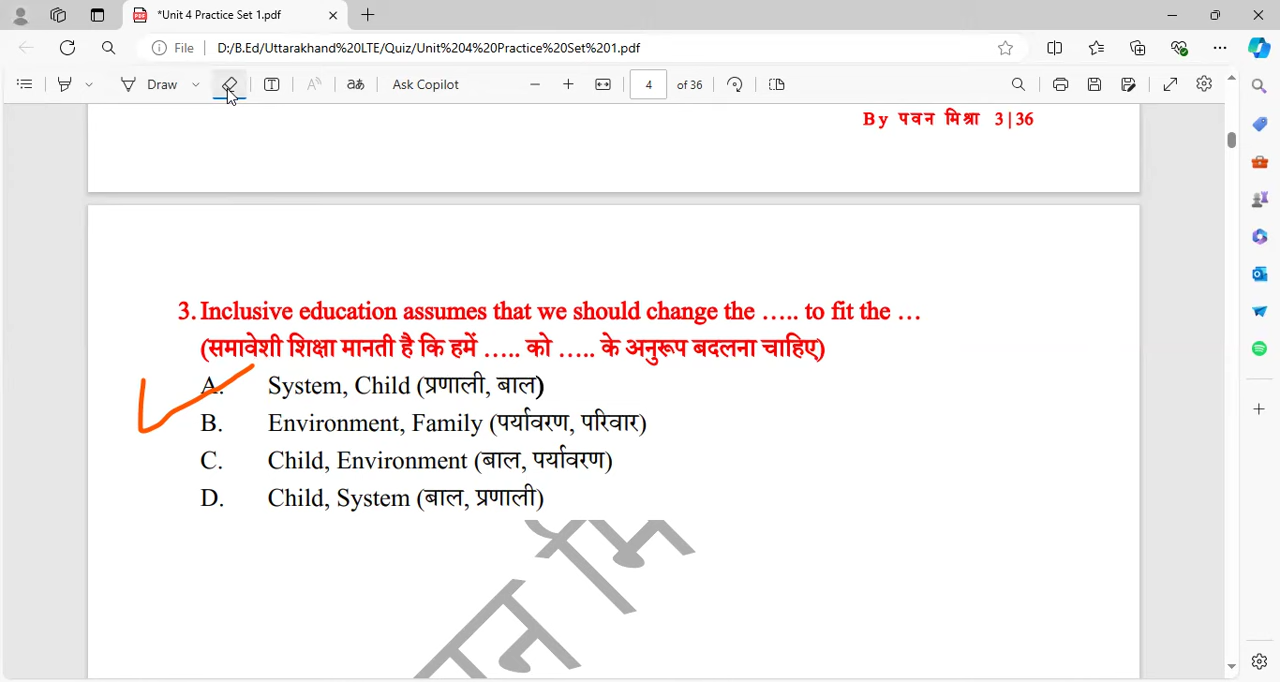 *Unit 4 Practice Set 1.pdf
File D:/B.Ed/Uttarakhand%20LTE/Quiz/Unit%204%20Practice%20Set%201.pdf
Draw aあ Ask Copilot 4 of 36
By पवन मिश्रा 3|36
3. Inclusive education assumes that we should change the ….. to fit the …
(समावेशी शिक्षा मानती है कि हमें ….. को ….. के अनुरूप बदलना चाहिए)
A. System, Child (प्रणाली, बाल)
B. Environment, Family (पर्यावरण, परिवार)
C. Child, Environment (बाल, पर्यावरण)
D. Child, System (बाल, प्रणाली)